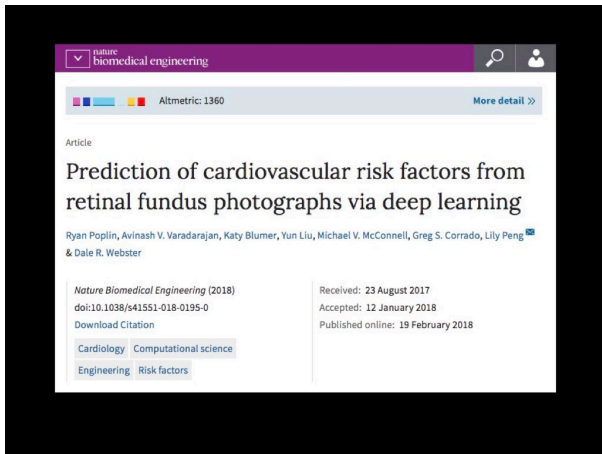 nature
biomedical engineering
Altmetric: 1360
More detail »
Article
Prediction of cardiovascular risk factors from
retinal fundus photographs via deep learning
Ryan Poplin, Avinash V. Varadarajan, Katy Blumer, Yun Liu, Michael V. McConnell, Greg S. Corrado, Lily Peng
& Dale R. Webster
Nature Biomedical Engineering (2018)
doi:10.1038/s41551-018-0195-0
Download Citation
Cardiology Computational science
Engineering Risk factors
Received: 23 August 2017
Accepted: 12 January 2018
Published online: 19 February 2018